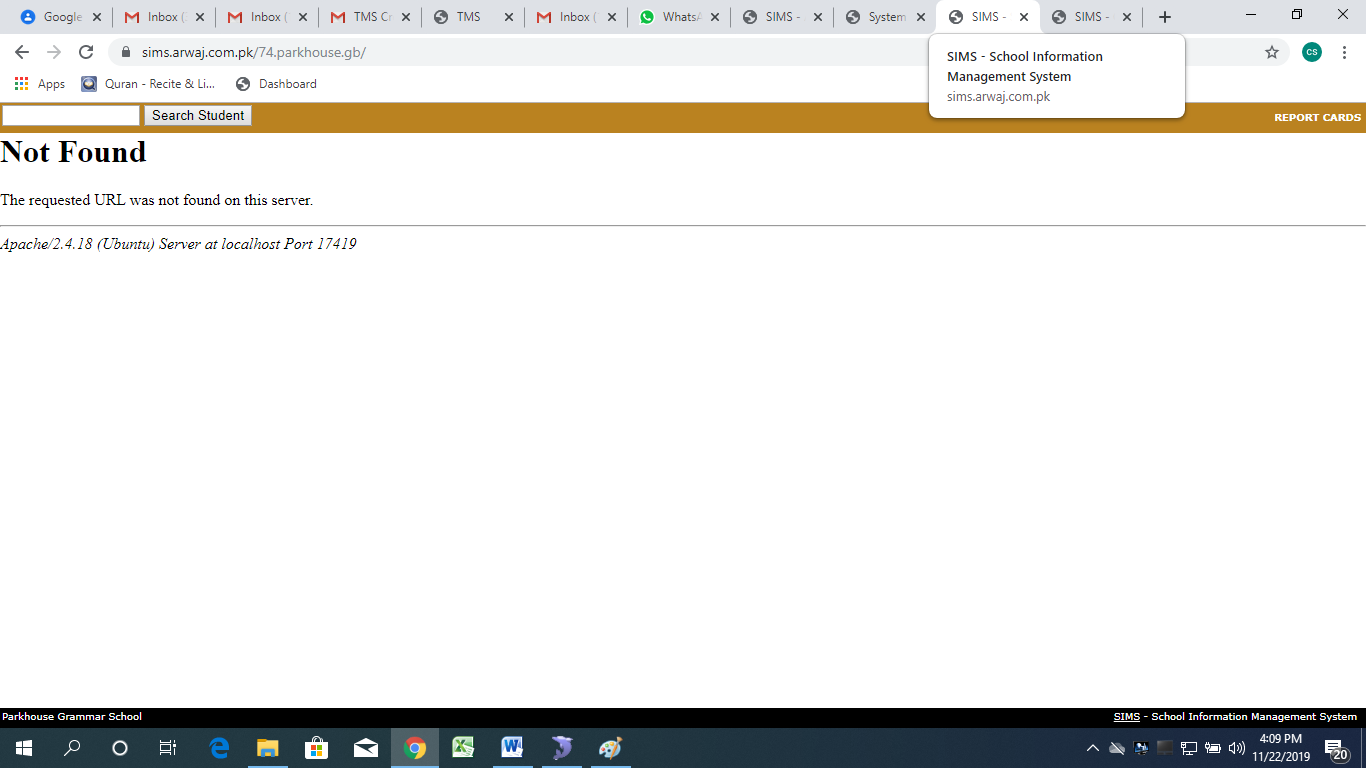 Google
Inbox (
Inbox (
TMS Cr
TMS
Inbox (
WhatsA
SIMS -
System
SIMS -
SIMS -
sims.arwaj.com.pk/74.parkhouse.gb/
CS
SIMS - School Information
Management System
sims.arwaj.com.pk
Apps
Quran - Recite & Li...
Dashboard
Search Student
REPORT CARDS
Not Found
The requested URL was not found on this server.
Apache/2.4.18 (Ubuntu) Server at localhost Port 17419
Parkhouse Grammar School
SIMS - School Information Management System
4:09 PM
11/22/2019
20